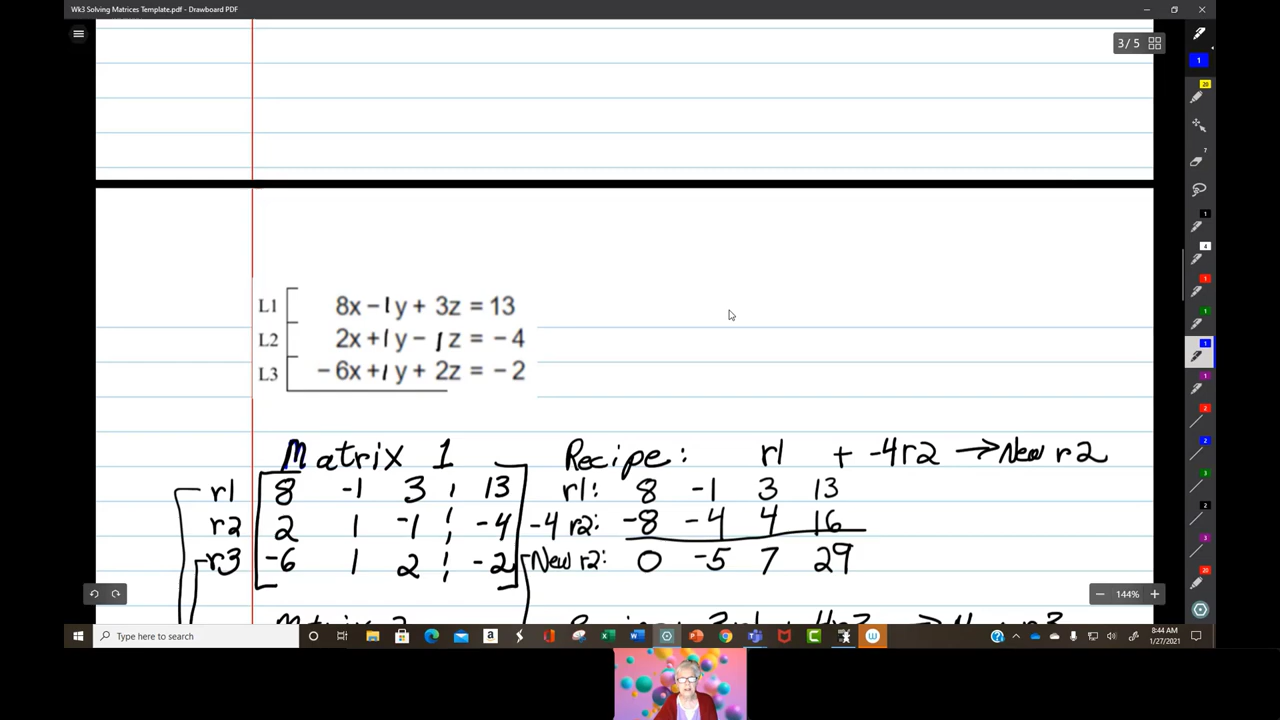 Wk3 Solving Matrices Template.pdf - Drawboard PDF
3 / 5
L1 8x - 1y + 3z = 13
L2 2x + 1y - 1z = - 4
L3 - 6x + 1y + 2z = - 2
Matrix 1 Recipe: r1 + -4r2 → New r2
r1 8 -1 3 13 r1: 8 -1 3 13
r2 2 1 -1 -4 -4 r2: -8 -4 4 16
r3 -6 1 2 -2 New r2: 0 -5 7 29
144%
Type here to search
8:44 AM
1/27/2021